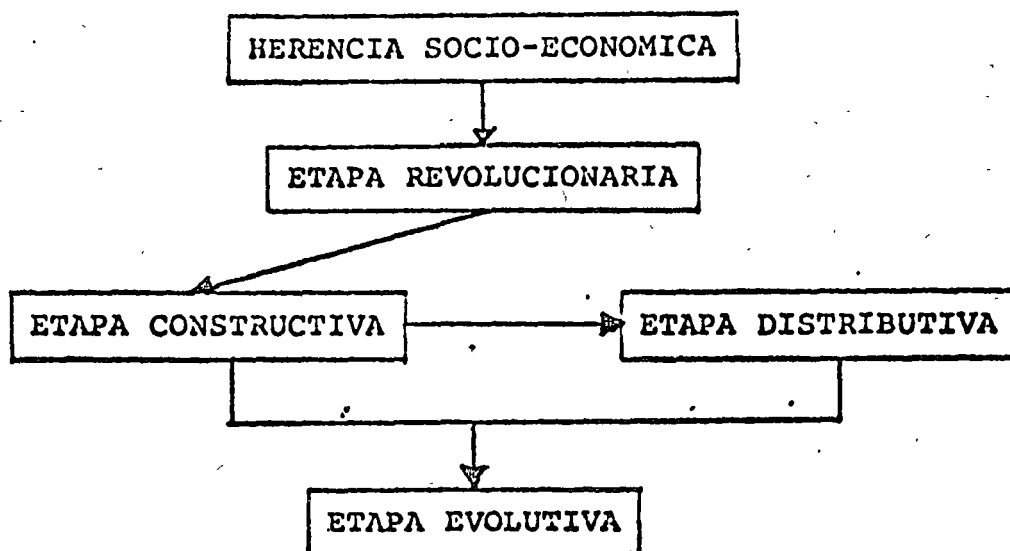 HERENCIA SOCIO-ECONOMICA
ETAPA REVOLUCIONARIA
ETAPA CONSTRUCTIVA
ETAPA DISTRIBUTIVA
ETAPA EVOLUTIVA